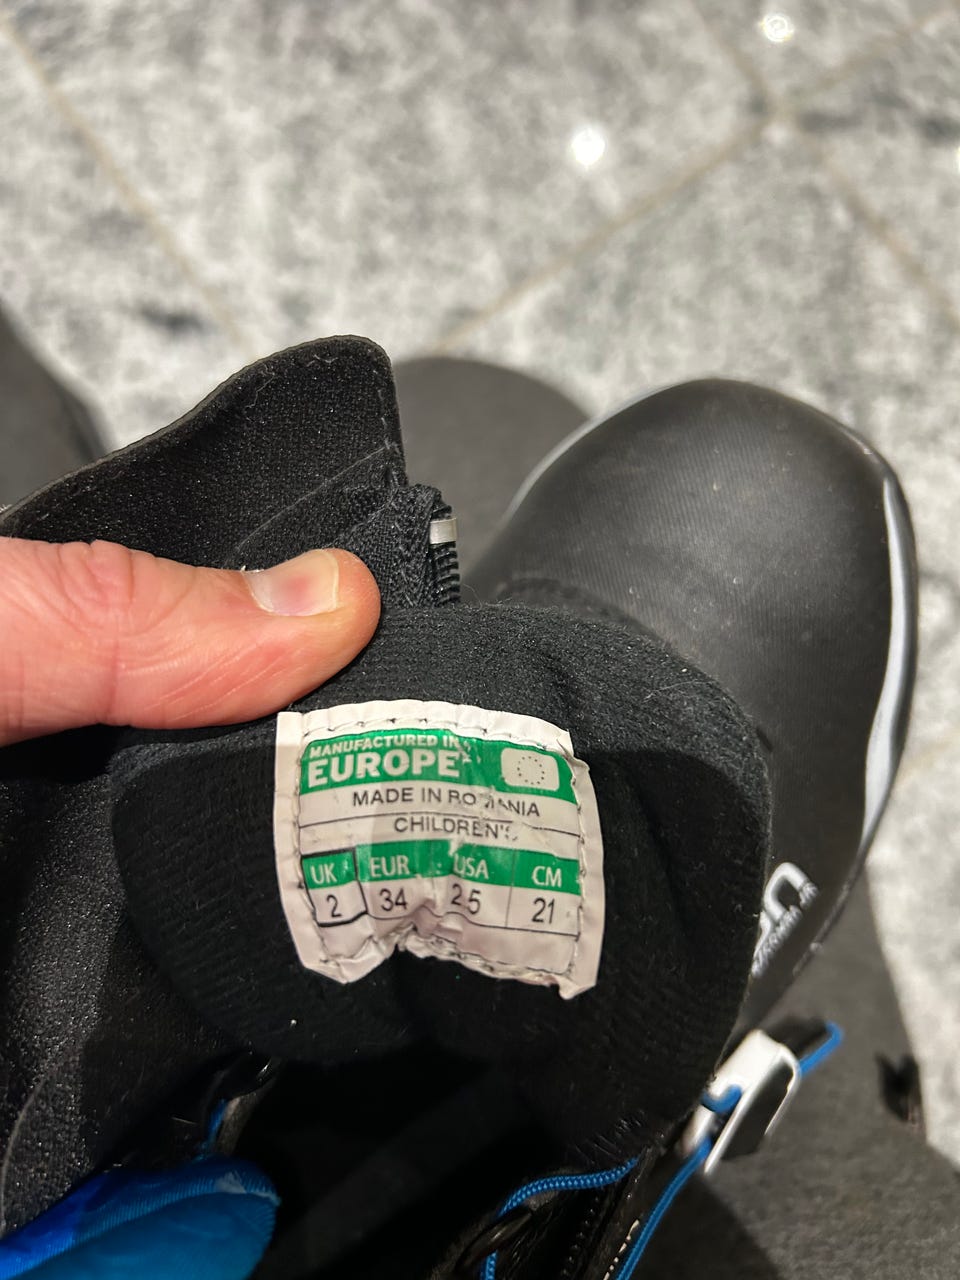 MANUFACTURED IN
EUROPE
MADE IN ROMANIA
CHILDREN'S
UK EUR USA CM
2 34 2.5 21